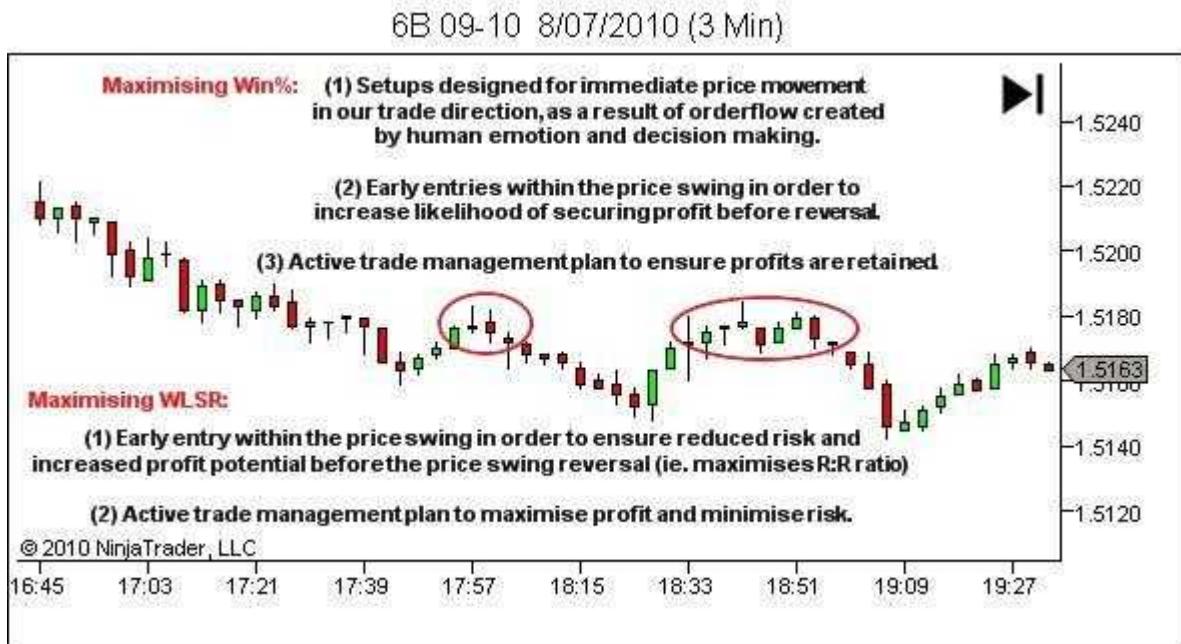 6B 09-10 8/07/2010 (3 Min)
Maximising Win%: (1) Setups designed for immediate price movement
in our trade direction, as a result of orderflow created
by human emotion and decision making.
(2) Early entries within the price swing in order to
increase likelihood of securing profit before reversal.
(3) Active trade management plan to ensure profits are retained.
1.5240
1.5220
1.5200
1.5180
1.5163
1.5160
1.5140
1.5120
Maximising WLSR:
(1) Early entry within the price swing in order to ensure reduced risk and
increased profit potential before the price swing reversal (ie. maximises R:R ratio)
(2) Active trade management plan to maximise profit and minimise risk.
© 2010 NinjaTrader, LLC
16:45 17:03 17:21 17:39 17:57 18:15 18:33 18:51 19:09 19:27